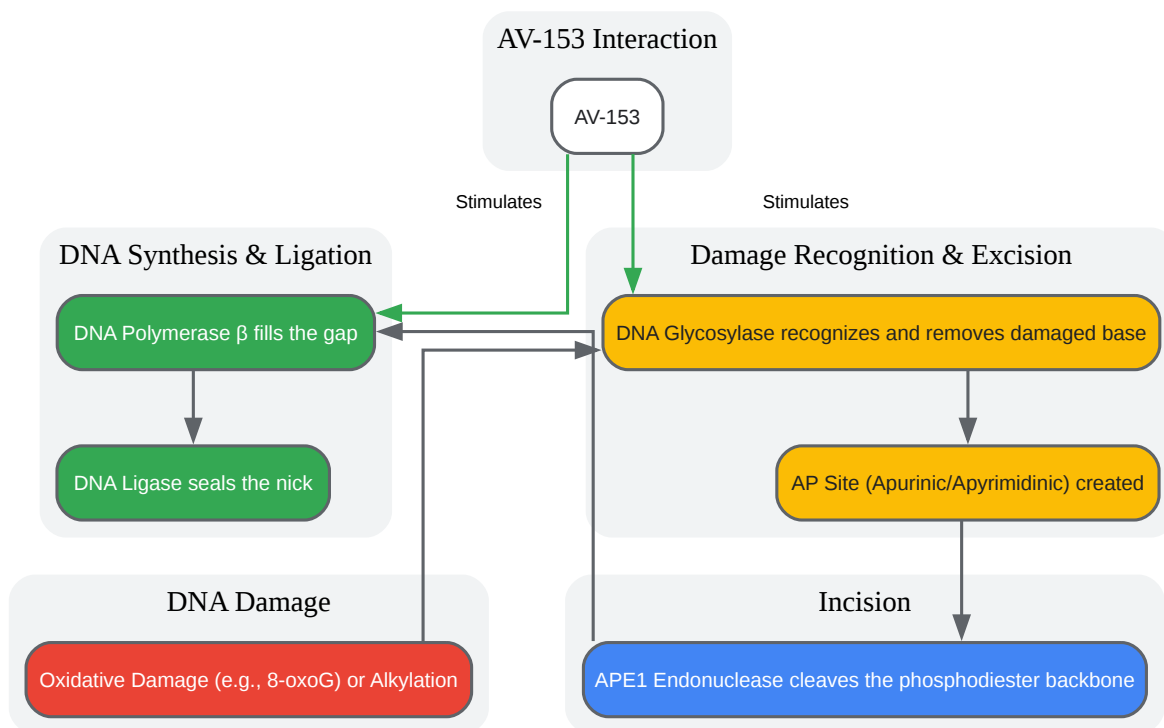 AV-153 Interaction
AV-153
Stimulates
Stimulates
DNA Synthesis & Ligation
DNA Polymerase β fills the gap
DNA Ligase seals the nick
Damage Recognition & Excision
DNA Glycosylase recognizes and removes damaged base
AP Site (Apurinic/Apyrimidinic) created
DNA Damage
Oxidative Damage (e.g., 8-oxoG) or Alkylation
Incision
APE1 Endonuclease cleaves the phosphodiester backbone